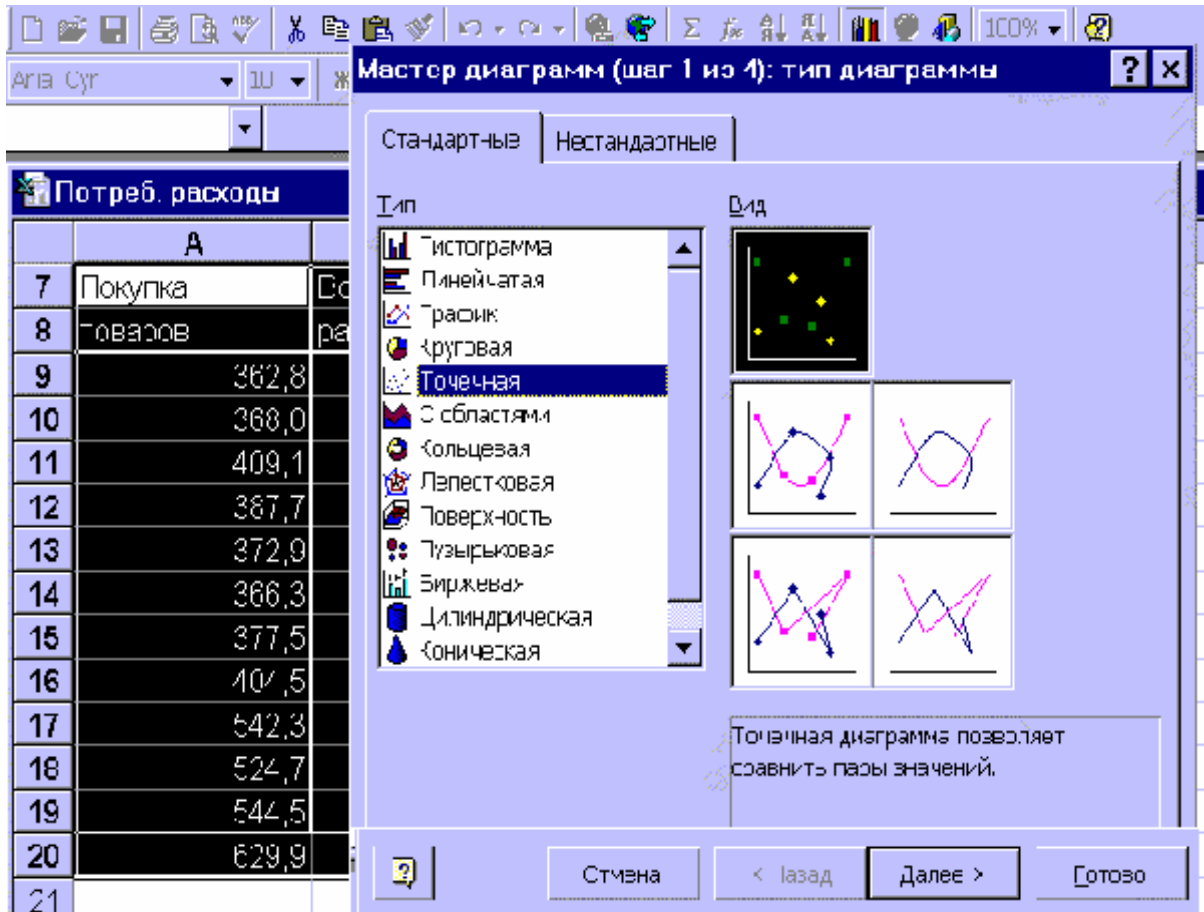 100%
Arial Cyr 10 Ж
Мастер диаграмм (шаг 1 из 4): тип диаграммы
Стандартные Нестандартные
Потреб. расходы
Тип Вид
A
Гистограмма
7 Покупка
Линейчатая
График
8 товаров
Круговая
9 362,8
Точечная
10 368,0
С областями
11 409,1
Кольцевая
12 387,7
Лепестковая
Поверхность
13 372,9
Пузырьковая
14 366,3
Биржевая
15 377,5
Цилиндрическая
Коническая
16
17 542,3
Точечная диаграмма позволяет
18 524,7
сравнить пары значений.
19 544,5
20 629,9
Отмена < Назад Далее > Готово
21